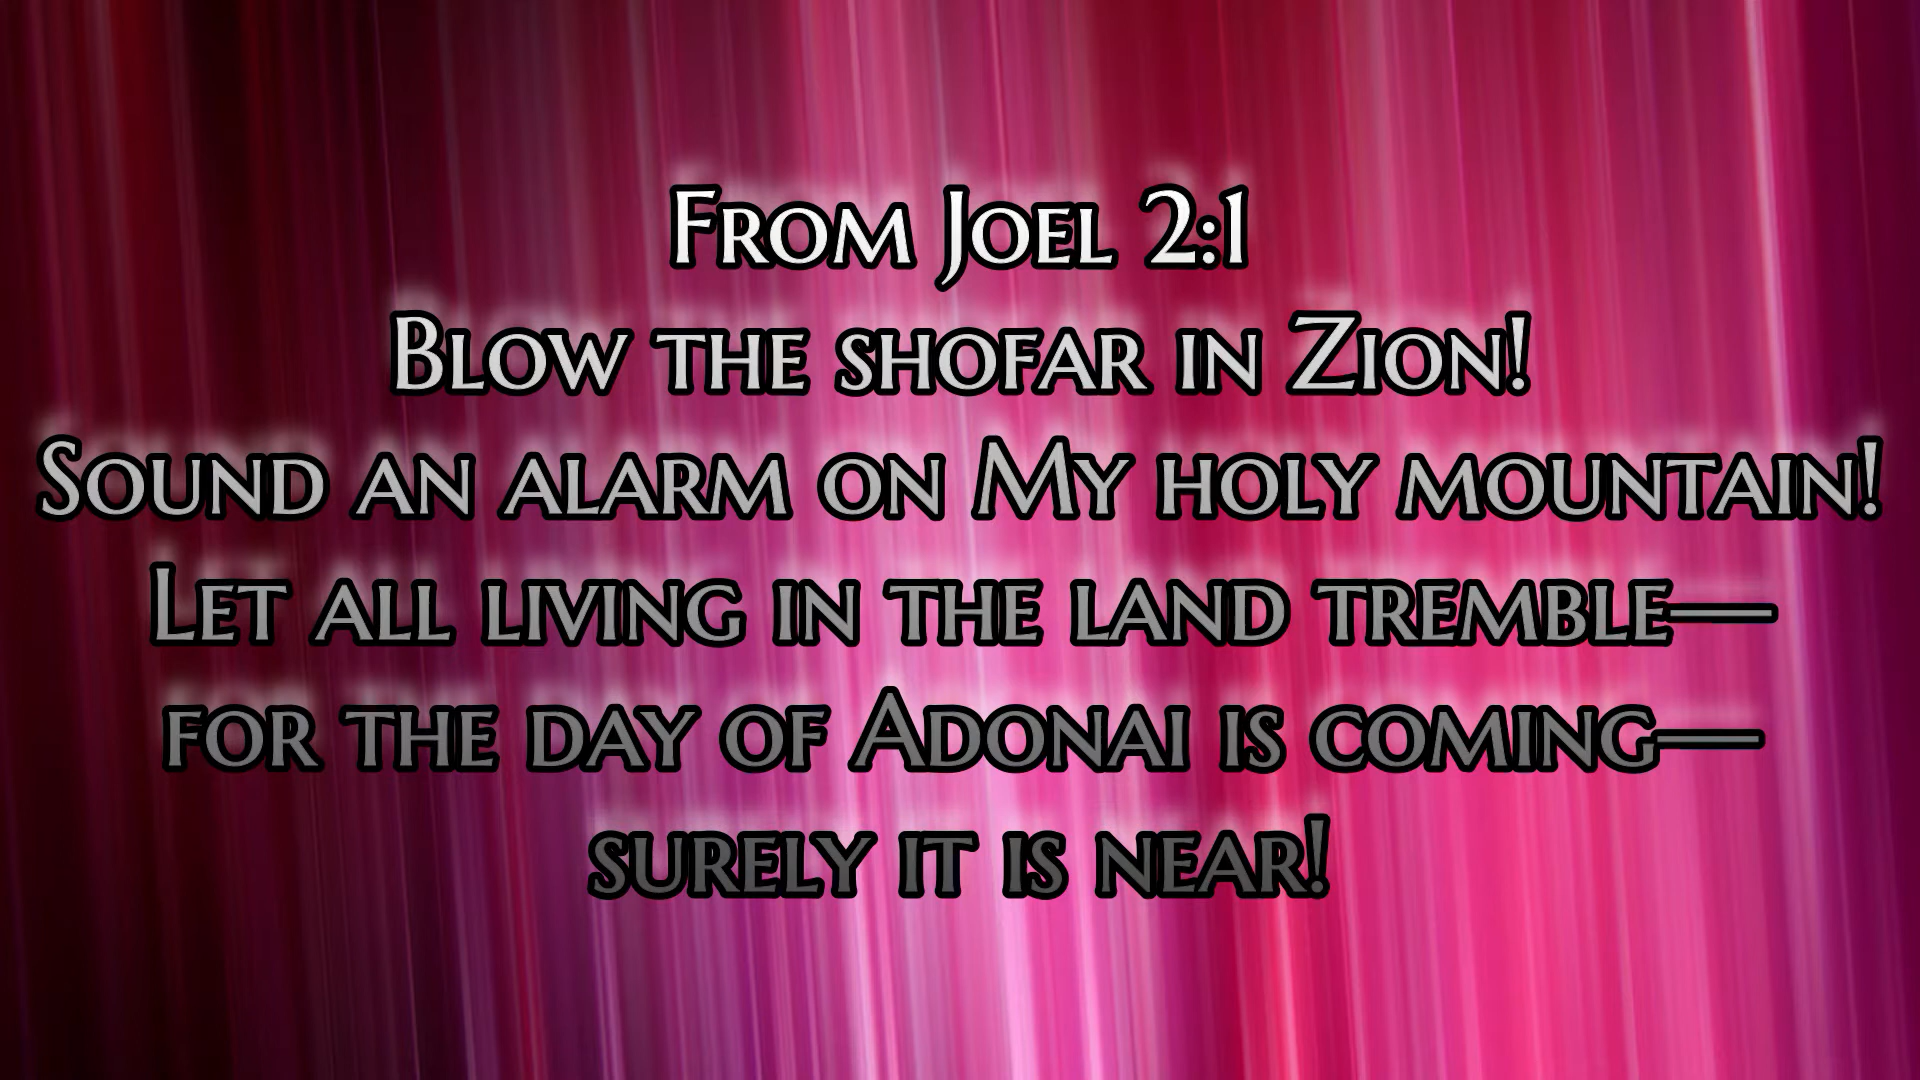 From Joel 2:1
Blow the shofar in Zion!
Sound an alarm on My holy mountain!
Let all living in the land tremble—
for the day of Adonai is coming—
surely it is near!